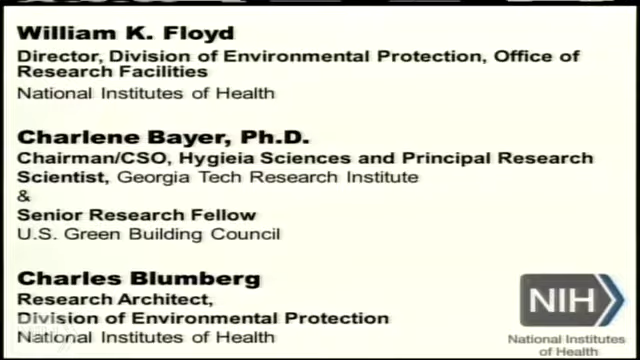 William K. Floyd
Director, Division of Environmental Protection, Office of
Research Facilities
National Institutes of Health
Charlene Bayer, Ph.D.
Chairman/CSO, Hygieia Sciences and Principal Research
Scientist, Georgia Tech Research Institute
&
Senior Research Fellow
U.S. Green Building Council
Charles Blumberg
Research Architect,
Division of Environmental Protection
National Institutes of Health
NIH
National Institutes
of Health